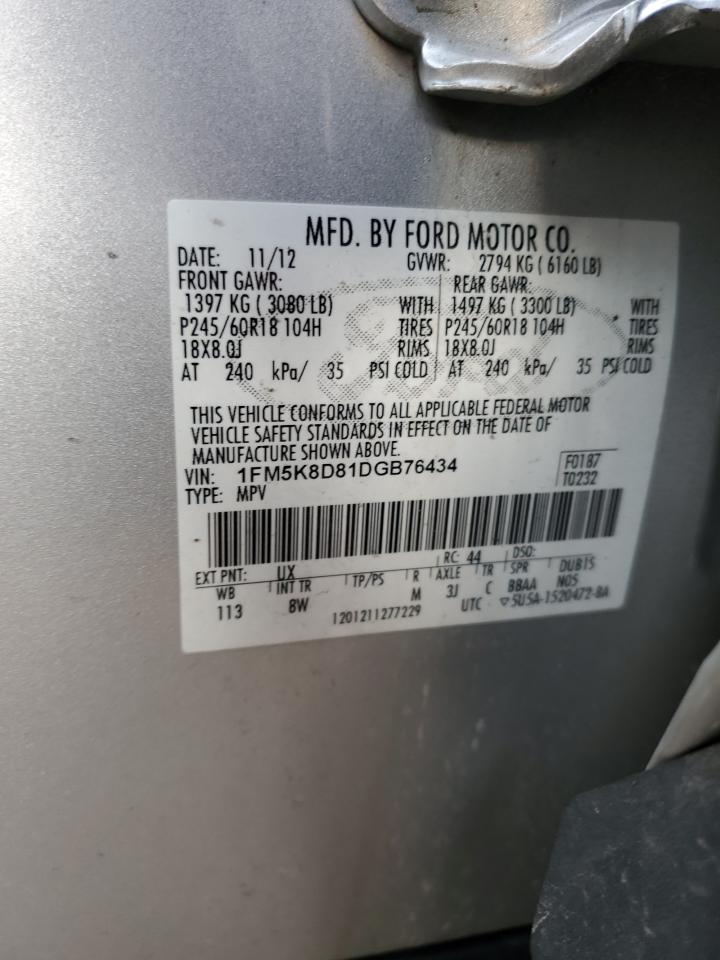 MFD. BY FORD MOTOR CO.
DATE: 11/12 GVWR: 2794 KG ( 6160 LB)
FRONT GAWR: REAR GAWR:
1397 KG ( 3080 LB) WITH 1497 KG ( 3300 LB) WITH
P245/60R18 104H TIRES P245/60R18 104H TIRES
18X8.0J RIMS 18X8.0J RIMS
AT 240 kPa/ 35 PSI COLD AT 240 kPa/ 35 PSI COLD
THIS VEHICLE CONFORMS TO ALL APPLICABLE FEDERAL MOTOR
VEHICLE SAFETY STANDARDS IN EFFECT ON THE DATE OF
MANUFACTURE SHOWN ABOVE.
VIN: 1FM5K8D81DGB76434 F0187
TYPE: MPV T0232
EXT PNT: UX RC: 44 DSO:
WB INT TR TP/PS R AXLE TR SPR DUBTS
113 8W M 3J C BBAA N05
1201211277229 UTC ▽5U5A-1520472-BA